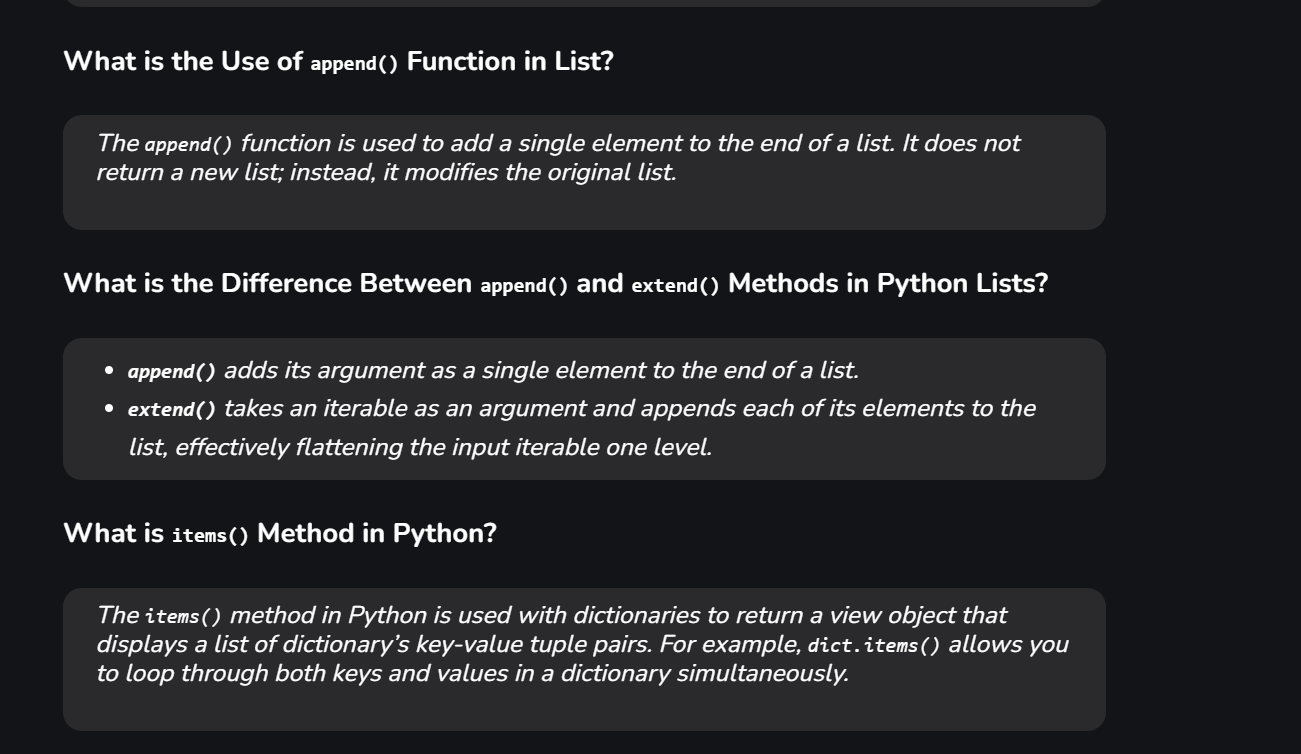 What is the Use of append() Function in List?
The append() function is used to add a single element to the end of a list. It does not
return a new list; instead, it modifies the original list.
What is the Difference Between append() and extend() Methods in Python Lists?
• append() adds its argument as a single element to the end of a list.
• extend() takes an iterable as an argument and appends each of its elements to the
list, effectively flattening the input iterable one level.
What is items() Method in Python?
The items() method in Python is used with dictionaries to return a view object that
displays a list of dictionary’s key-value tuple pairs. For example, dict.items() allows you
to loop through both keys and values in a dictionary simultaneously.